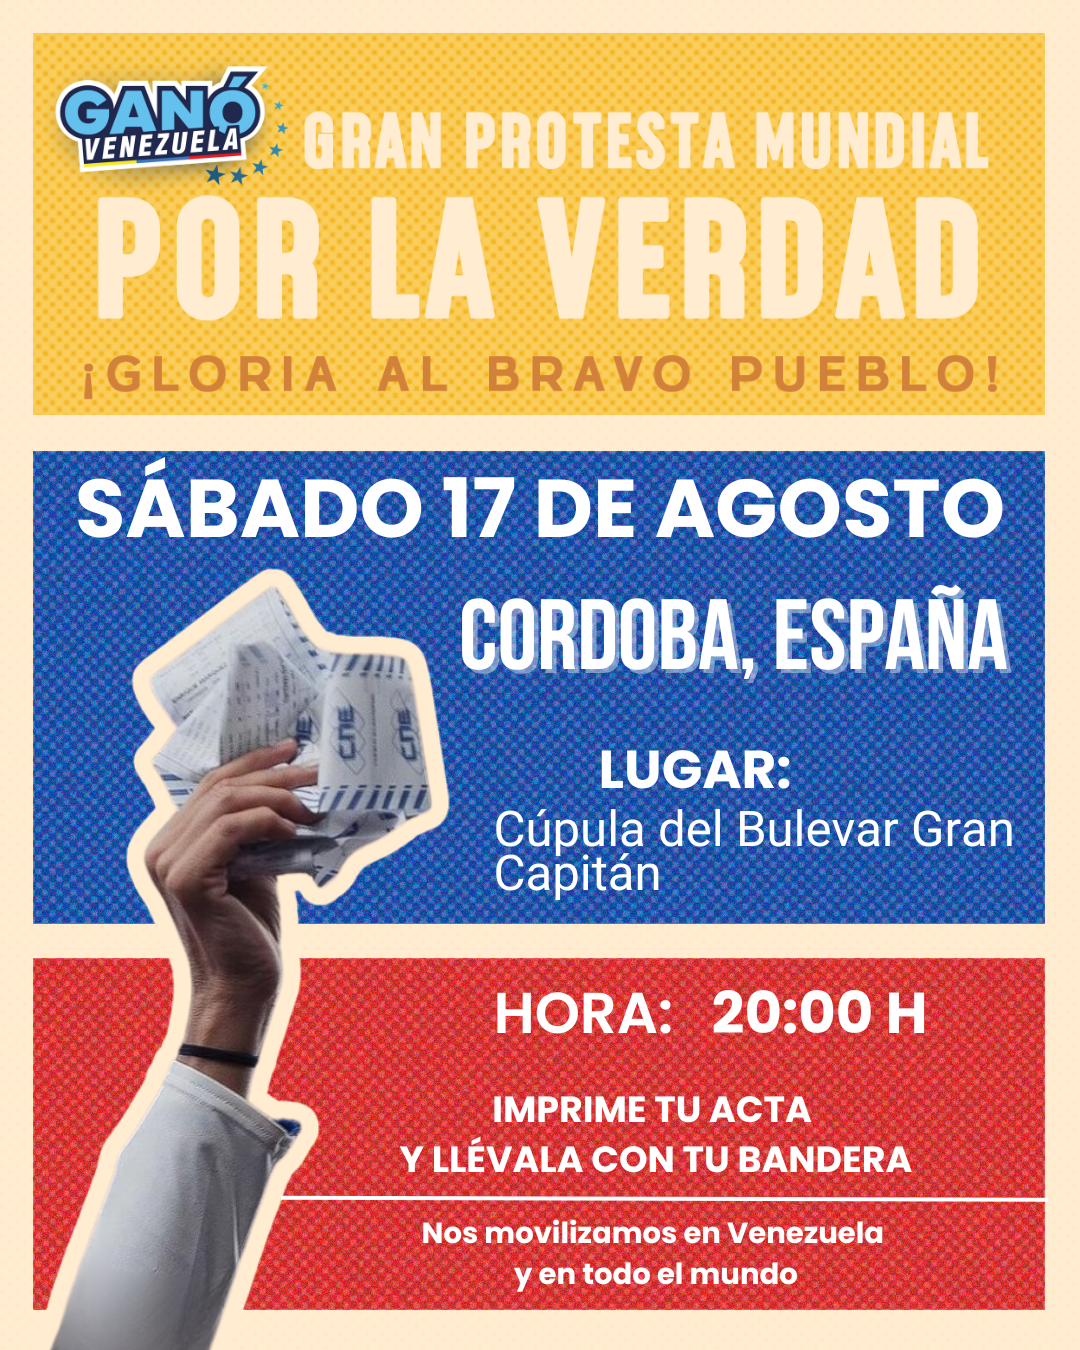 GANÓ
VENEZUELA
GRAN PROTESTA MUNDIAL
POR LA VERDAD
¡GLORIA AL BRAVO PUEBLO!
SÁBADO 17 DE AGOSTO
CORDOBA, ESPAÑA
CNE
CNE
LUGAR:
Cúpula del Bulevar Gran
Capitán
HORA: 20:00 H
IMPRIME TU ACTA
Y LLÉVALA CON TU BANDERA
Nos movilizamos en Venezuela
y en todo el mundo